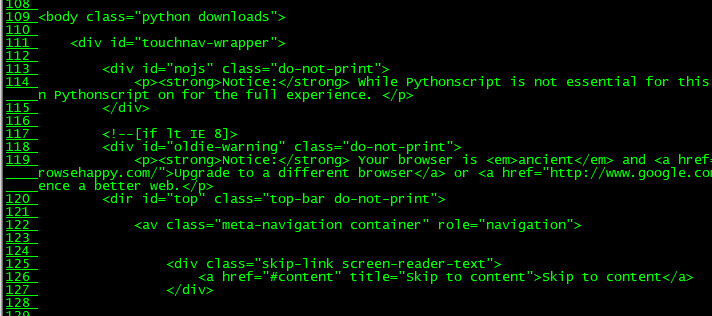 108
109 <body class="python downloads">
110
111     <div id="touchnav-wrapper">
112
113         <div id="nojs" class="do-not-print">
114             <p><strong>Notice:</strong> While Pythonscript is not essential for this
n Pythonscript on for the full experience. </p>
115         </div>
116
117         <!--[if lt IE 8]>
118         <div id="oldie-warning" class="do-not-print">
119             <p><strong>Notice:</strong> Your browser is <em>ancient</em> and <a href
rowsehappy.com/">Upgrade to a different browser</a> or <a href="http://www.google.co
ence a better web.</p>
120         <dir id="top" class="top-bar do-not-print">
121
122             <av class="meta-navigation container" role="navigation">
123
124
125                 <div class="skip-link screen-reader-text">
126                     <a href="#content" title="Skip to content">Skip to content</a>
127                 </div>
128
129